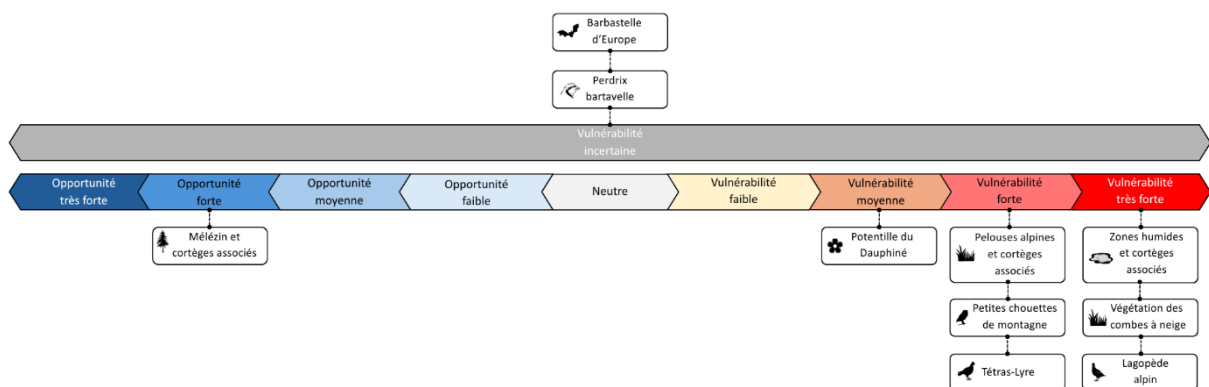 Barbastelle
d'Europe
Perdrix
bartavelle
Vulnérabilité
incertaine
Opportunité
très forte
Opportunité
forte
Opportunité
moyenne
Opportunité
faible
Neutre
Vulnérabilité
faible
Vulnérabilité
moyenne
Vulnérabilité
forte
Vulnérabilité
très forte
Mélézin et
cortèges associés
Potentille du
Dauphiné
Pelouses alpines
et cortèges
associés
Zones humides
et cortèges
associés
Petites chouettes
de montagne
Végétation des
combes à neige
Tétras-Lyre
Lagopède
alpin